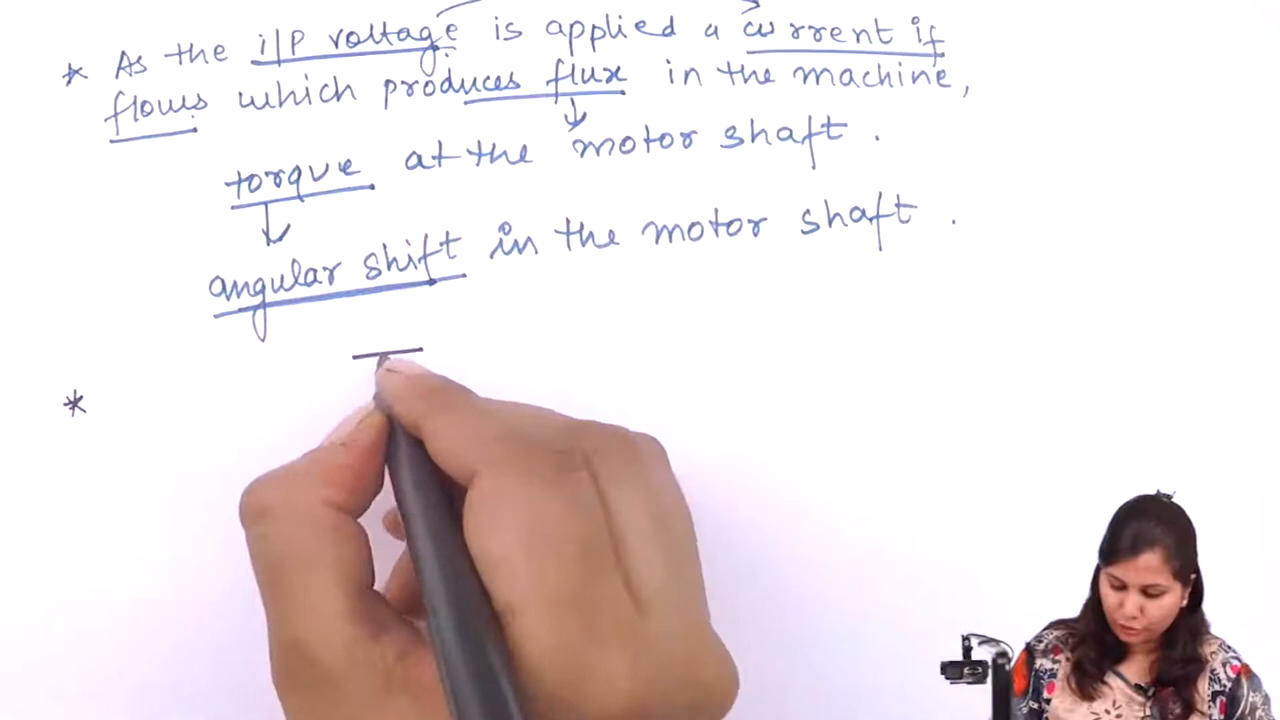 * As the i/p voltage is applied a current if
flows which produces flux in the machine,
torque at the motor shaft.
angular shift in the motor shaft.
*